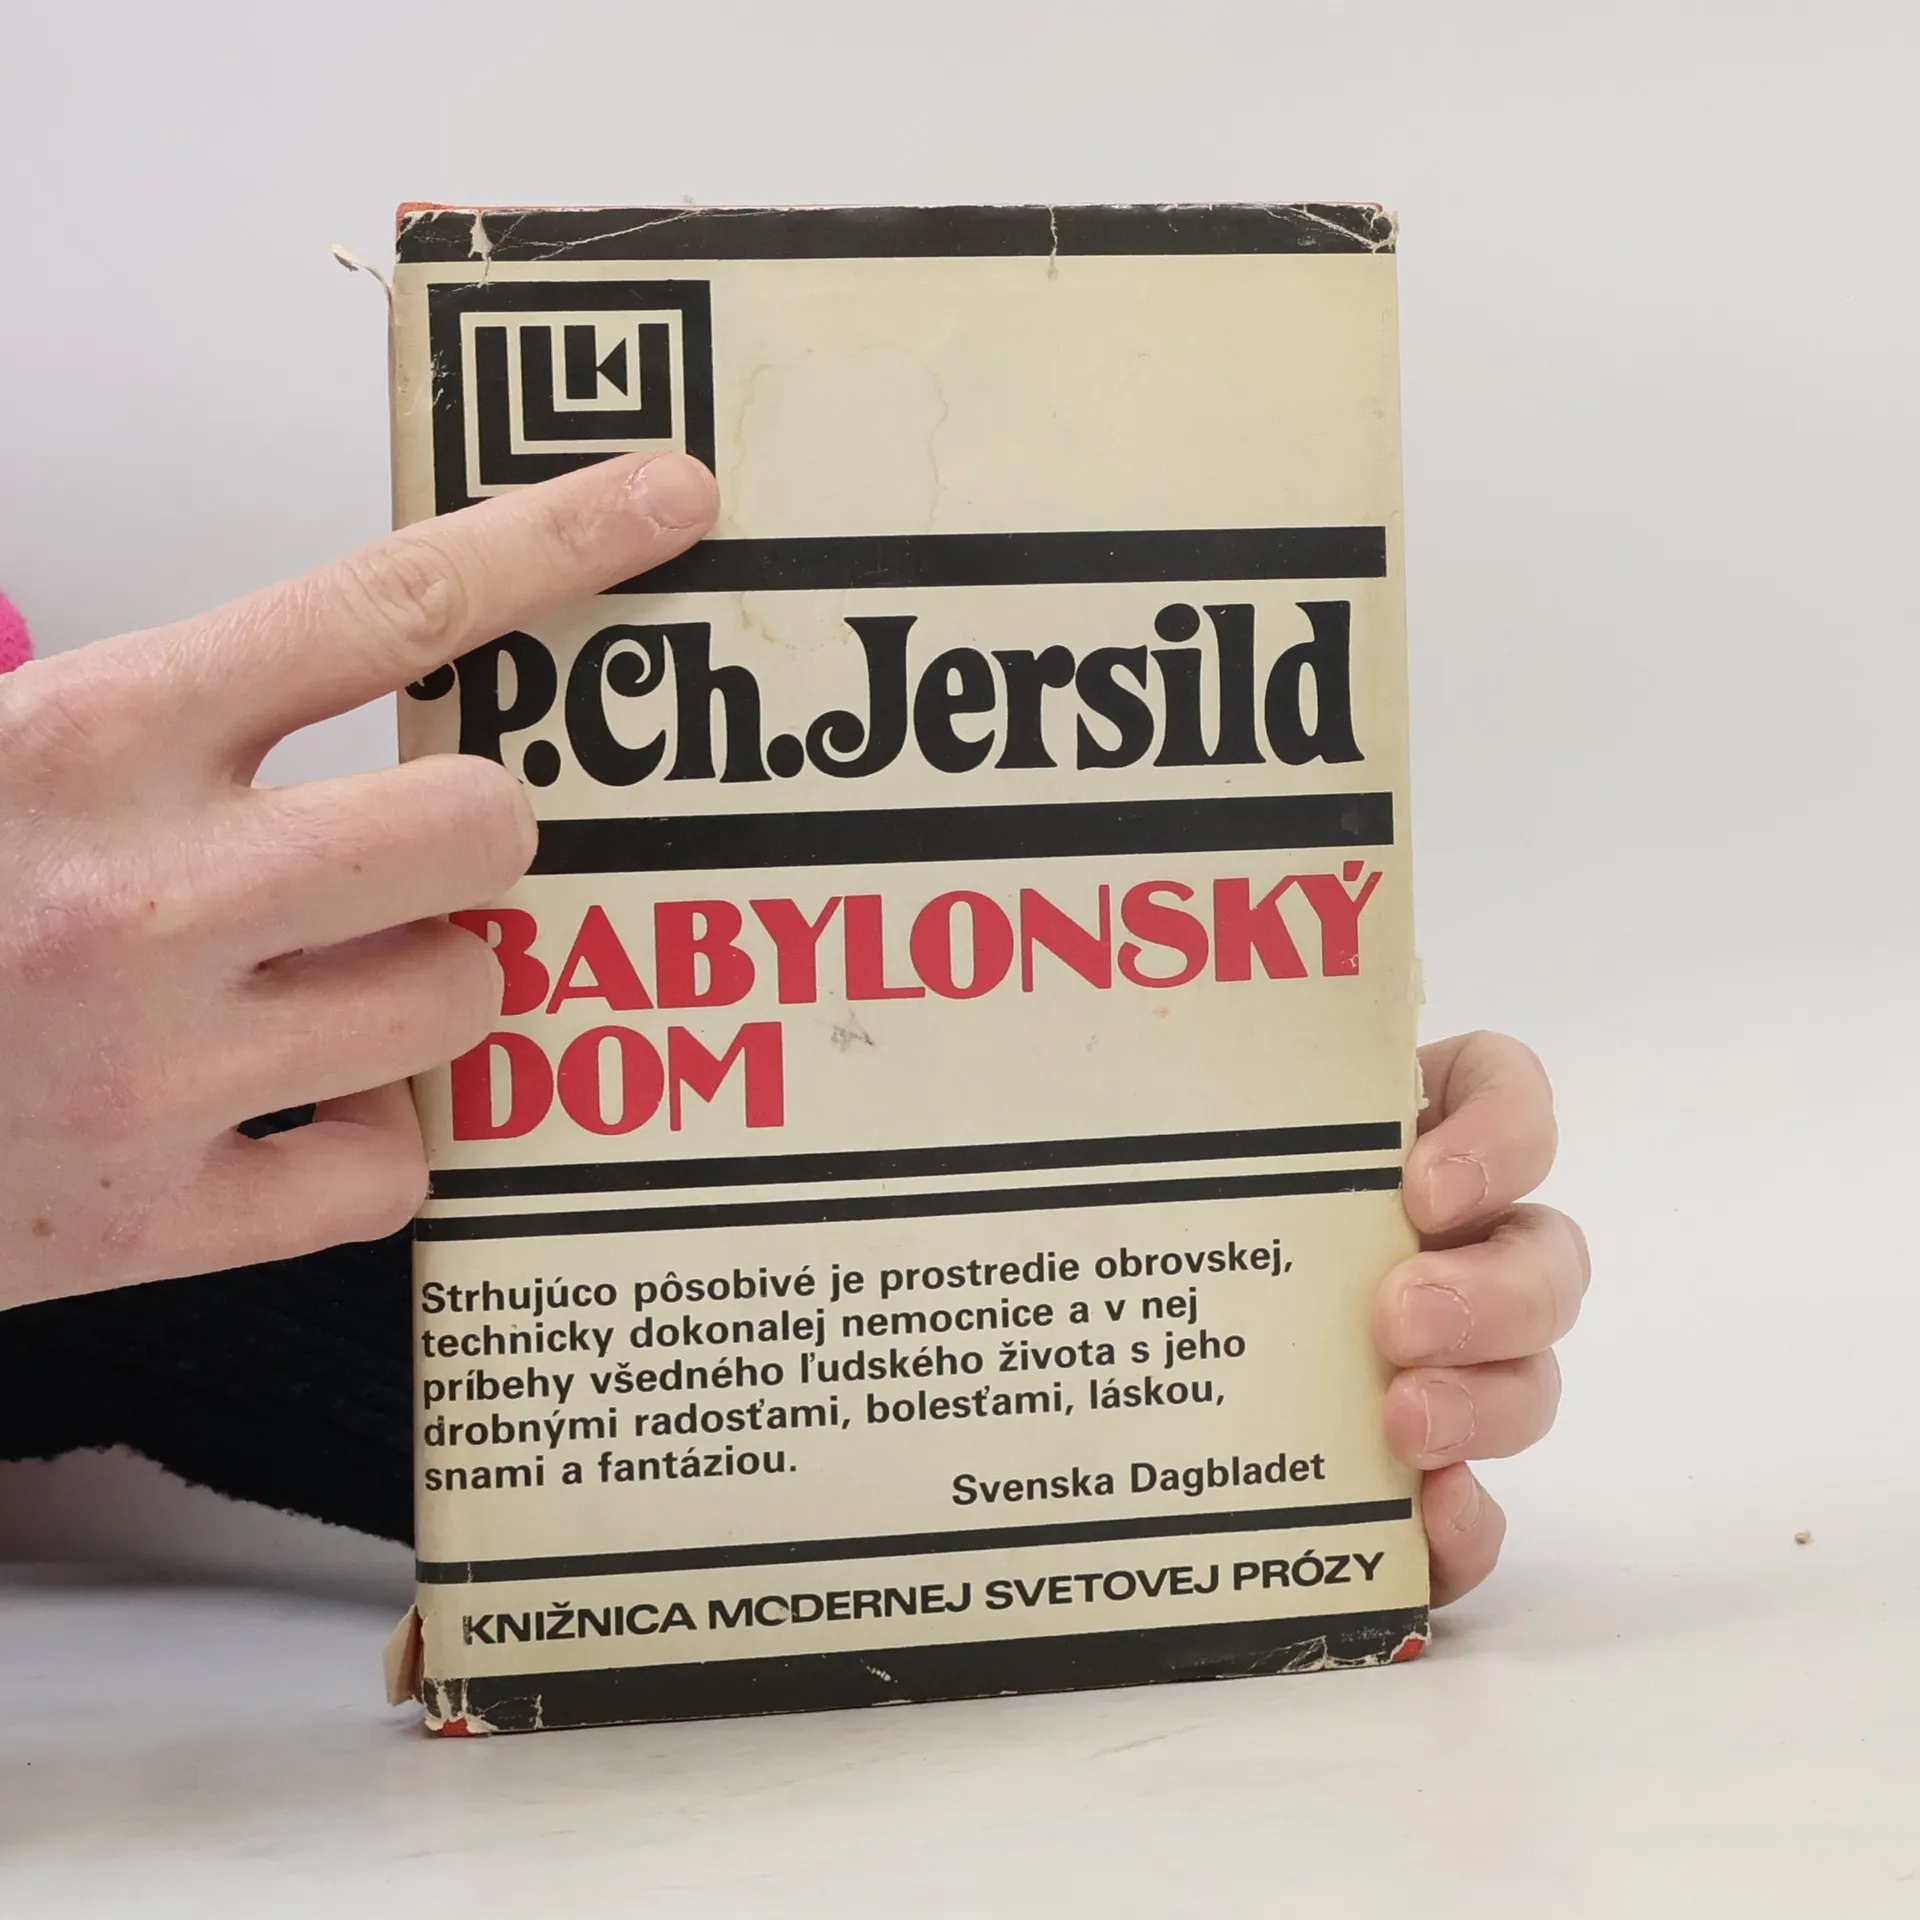 P.Ch.Jersild
BABYLONSKÝ
DOM
Strhujúco pôsobivé je prostredie obrovskej,
technicky dokonalej nemocnice a v nej
príbehy všedného ľudského života s jeho
drobnými radosťami, bolesťami, láskou,
snami a fantáziou.
Svenska Dagbladet
KNIŽNICA MODERNEJ SVETOVEJ PRÓZY